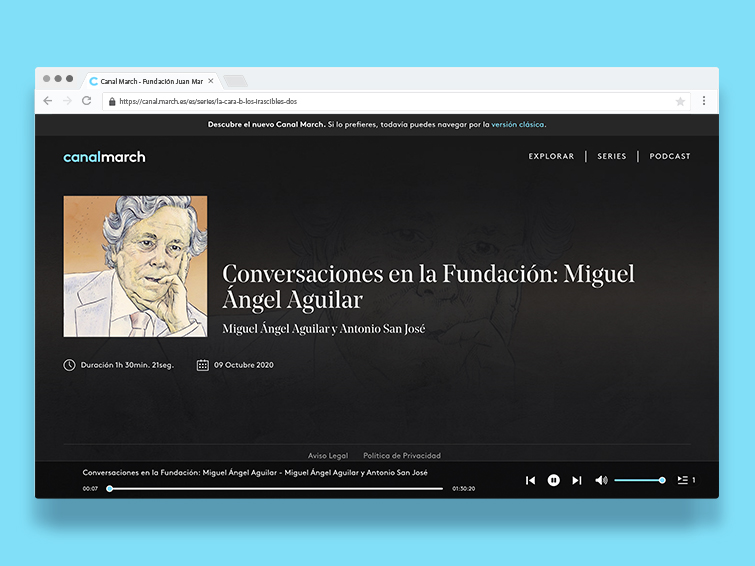 Canal March - Fundación Juan Mar
https://canal.march.es/es/series/la-cara-b-los-irascibles-dos
Descubre el nuevo Canal March. Si lo prefieres, todavía puedes navegar por la versión clásica.
canalmarch
EXPLORAR
SERIES
PODCAST
Conversaciones en la Fundación: Miguel
Ángel Aguilar
Miguel Ángel Aguilar y Antonio San José
Duración 1h 30min. 21seg.
09 Octubre 2020
Aviso Legal
Política de Privacidad
Conversaciones en la Fundación: Miguel Ángel Aguilar - Miguel Ángel Aguilar y Antonio San José
00:07
01:30:20
1